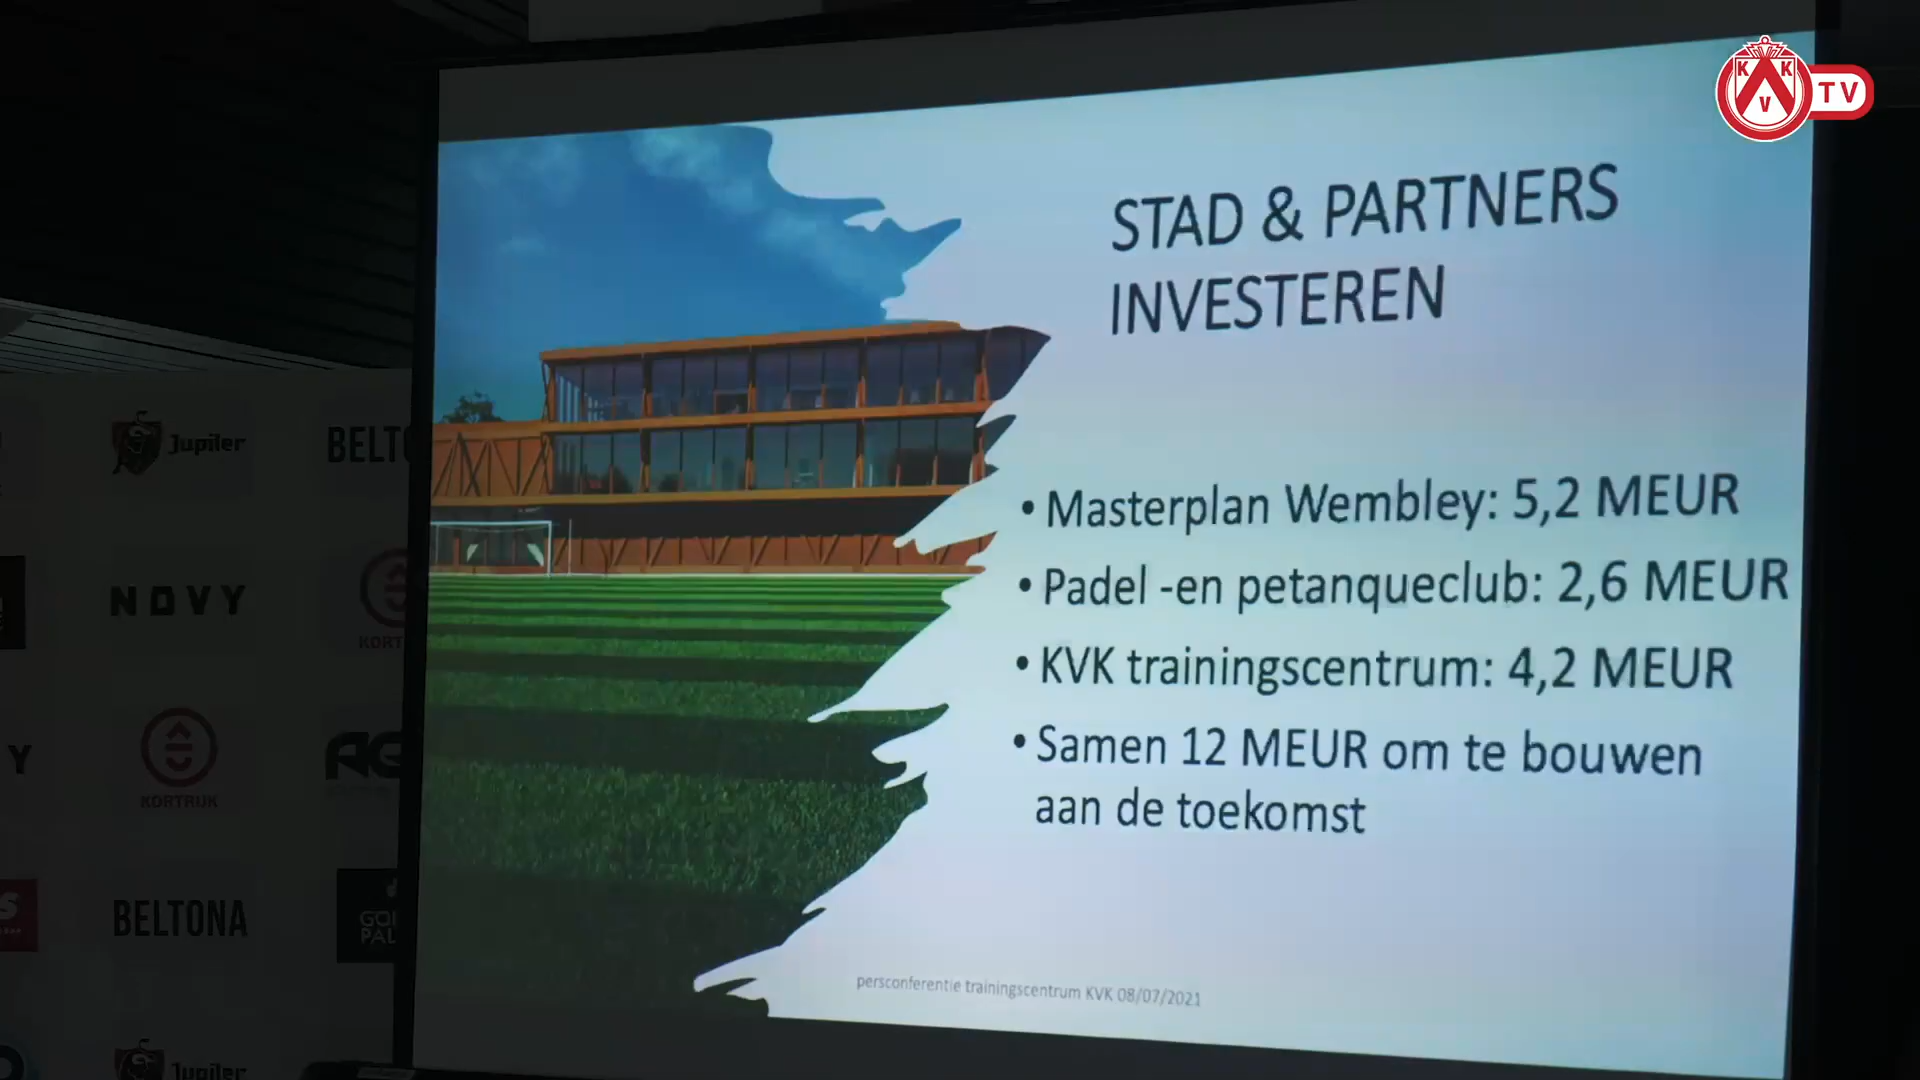 K K V TV
STAD & PARTNERS
INVESTEREN
• Masterplan Wembley: 5,2 MEUR
• Padel -en petanqueclub: 2,6 MEUR
• KVK trainingscentrum: 4,2 MEUR
• Samen 12 MEUR om te bouwen
aan de toekomst
persconferentie trainingscentrum KVK 08/07/2021
Jupiler
NOVY
Y
KORTRIJK
BELTONA
Jupiler